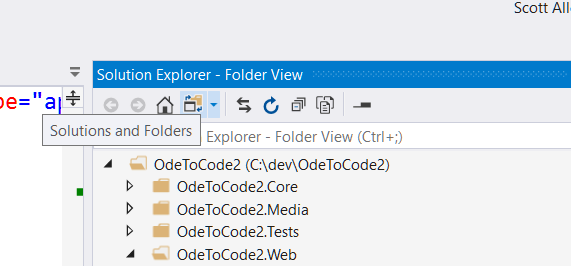 Scott All
Solution Explorer - Folder View
pe="ap
Solutions and Folders
Explorer - Folder View (Ctrl+;)
OdeToCode2 (C:\dev\OdeToCode2)
OdeToCode2.Core
OdeToCode2.Media
OdeToCode2.Tests
OdeToCode2.Web